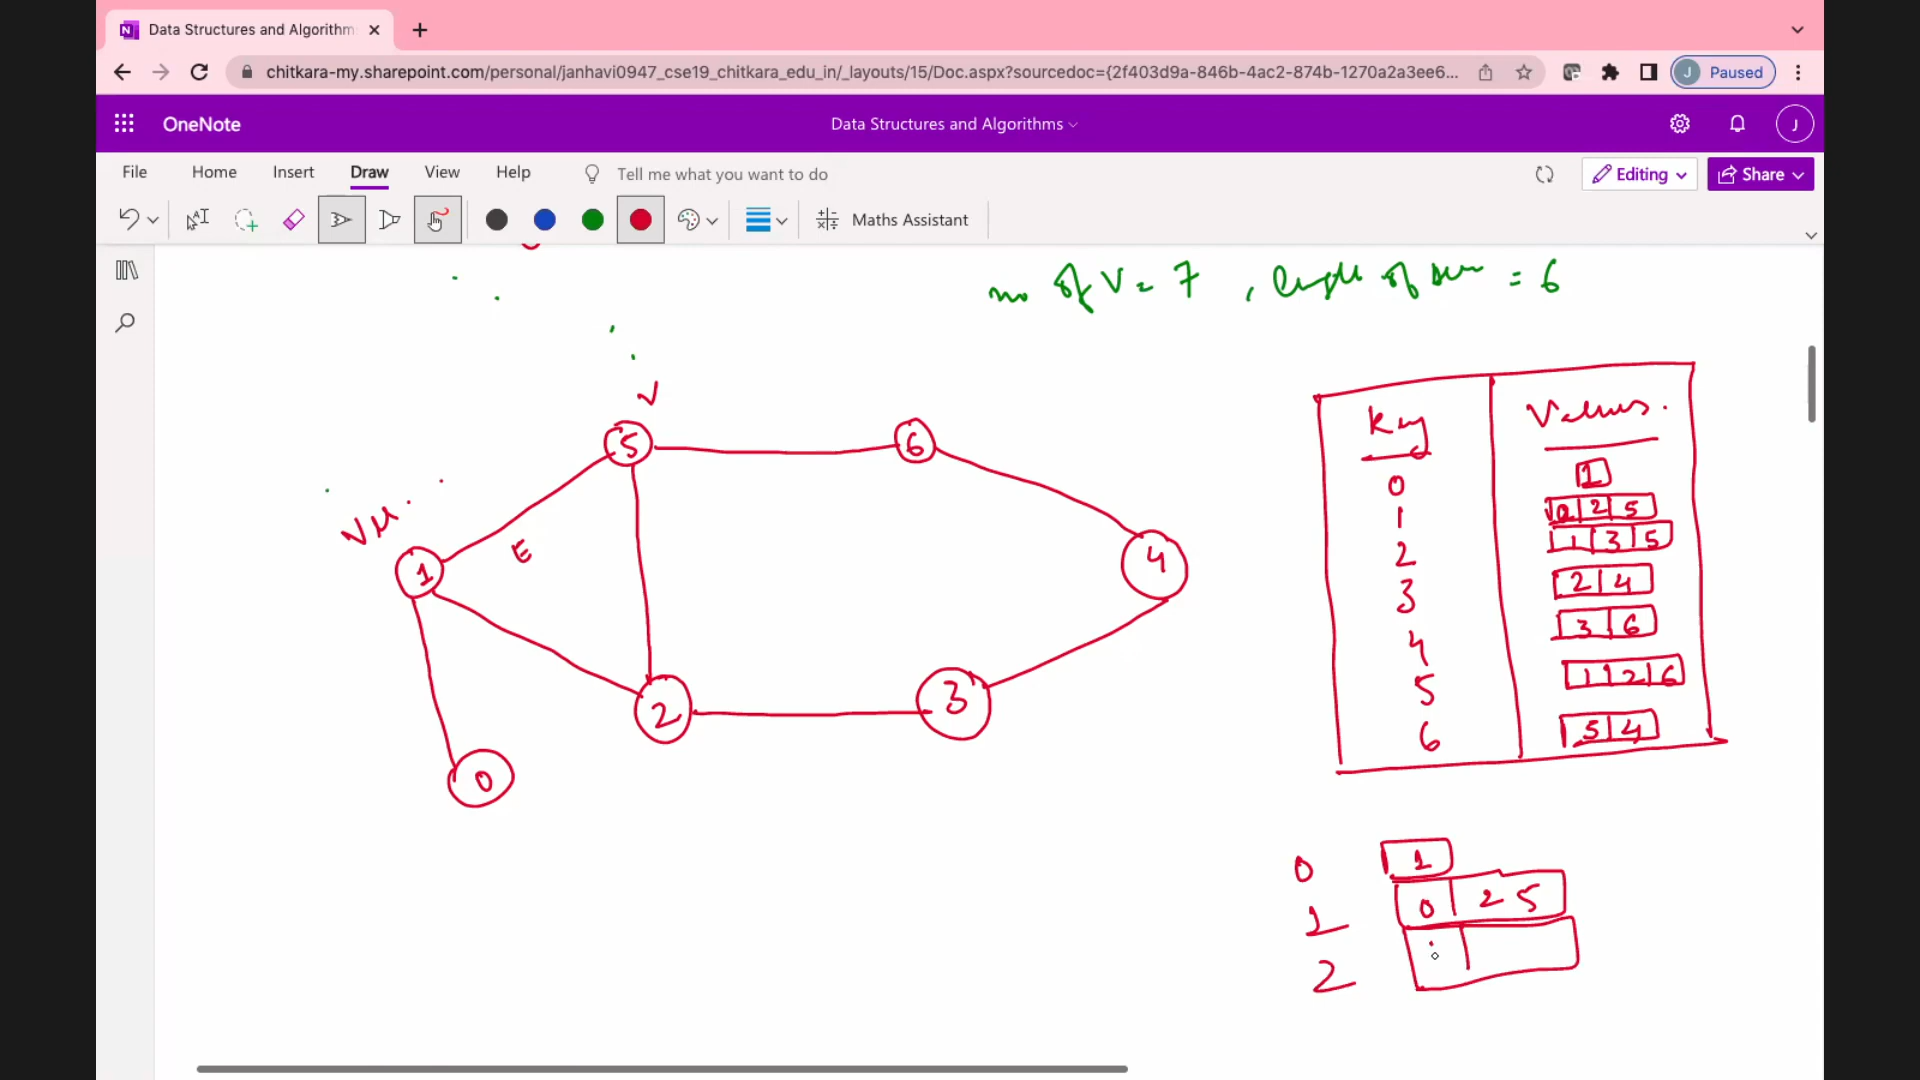 Data Structures and Algorithm
chitkara-my.sharepoint.com/personal/janhavi0947_cse19_chitkara_edu_in/_layouts/15/Doc.aspx?sourcedoc={2f403d9a-846b-4ac2-874b-1270a2a3ee6...
J Paused
OneNote
Data Structures and Algorithms
J
File Home Insert Draw View Help Tell me what you want to do
Editing Share
Maths Assistant
no of V = 7 , length of = 6
V
5
6
Key Values.
0 1
1 0 2 5
2 1 3 5
3 2 4
4 3 6
5 1 2 6
6 5 4
E
1
4
2
3
0
0 1
1 0 2 5
2